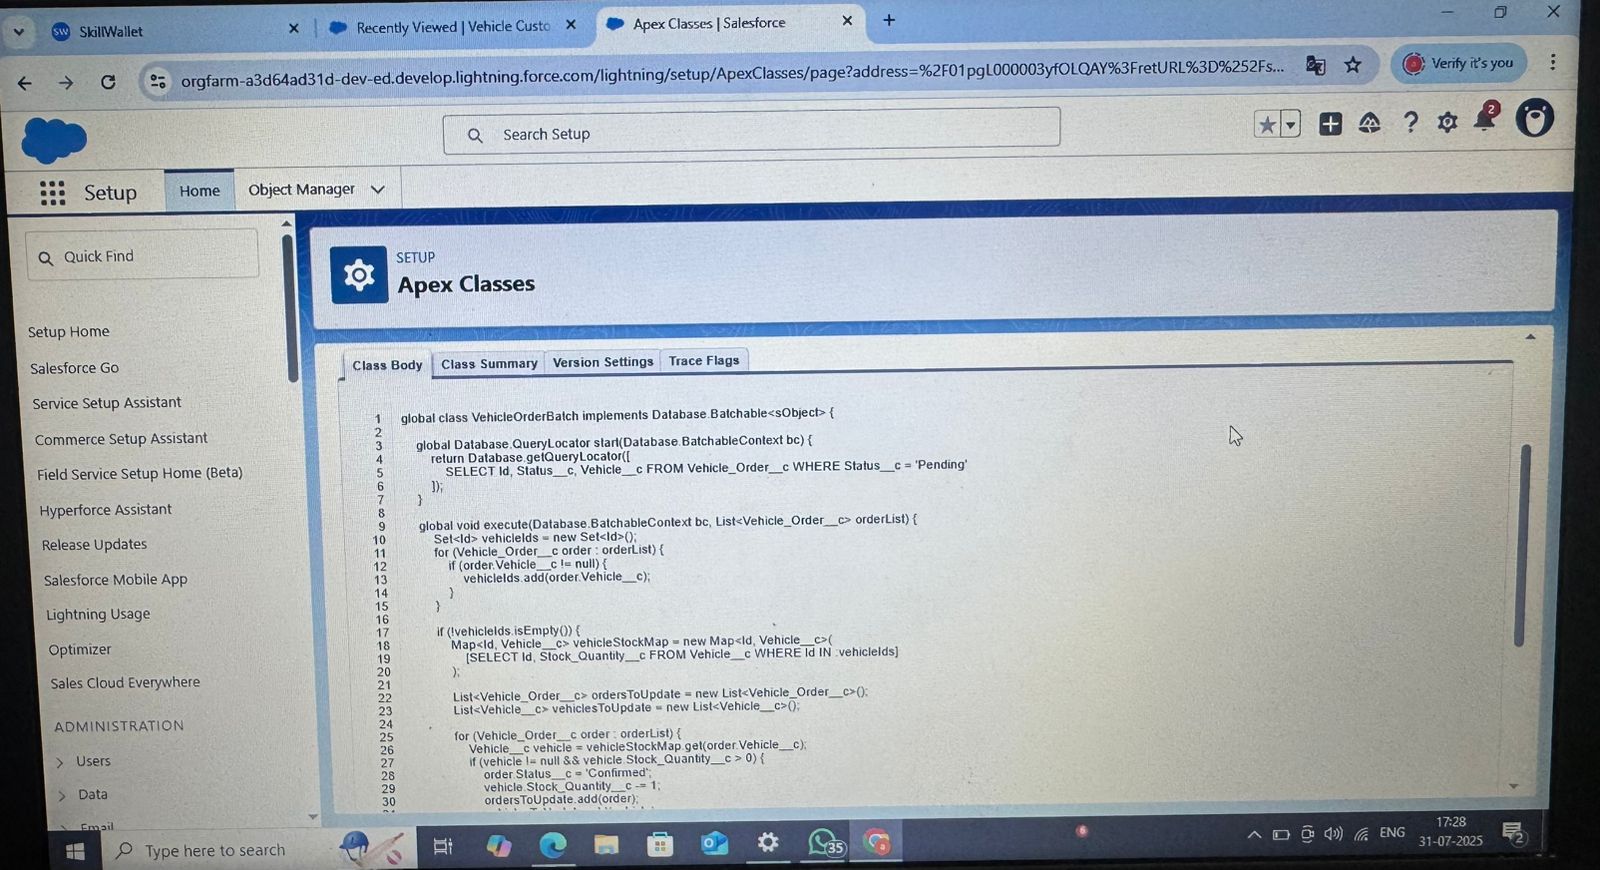 SW SkillWallet
Recently Viewed | Vehicle Custo
Apex Classes | Salesforce
orgfarm-a3d64ad31d-dev-ed.develop.lightning.force.com/lightning/setup/ApexClasses/page?address=%2F01pgL000003yfOLQAY%3FretURL%3D%252Fs...
Verify it's you
Search Setup
2
Setup
Home
Object Manager
Quick Find
Setup Home
Salesforce Go
Service Setup Assistant
Commerce Setup Assistant
Field Service Setup Home (Beta)
Hyperforce Assistant
Release Updates
Salesforce Mobile App
Lightning Usage
Optimizer
Sales Cloud Everywhere
ADMINISTRATION
Users
Data
Email
SETUP
Apex Classes
Class Body Class Summary Version Settings Trace Flags
1 global class VehicleOrderBatch implements Database.Batchable<sObject> {
2
3 global Database.QueryLocator start(Database.BatchableContext bc) {
4 return Database.getQueryLocator([
5 SELECT Id, Status__c, Vehicle__c FROM Vehicle_Order__c WHERE Status__c = 'Pending'
6 ]);
7 }
8
9 global void execute(Database.BatchableContext bc, List<Vehicle_Order__c> orderList) {
10 Set<Id> vehicleIds = new Set<Id>();
11 for (Vehicle_Order__c order : orderList) {
12 if (order.Vehicle__c != null) {
13 vehicleIds.add(order.Vehicle__c);
14 }
15 }
16
17 if (!vehicleIds.isEmpty()) {
18 Map<Id, Vehicle__c> vehicleStockMap = new Map<Id, Vehicle__c>(
19 [SELECT Id, Stock_Quantity__c FROM Vehicle__c WHERE Id IN :vehicleIds]
20 );
21
22 List<Vehicle_Order__c> ordersToUpdate = new List<Vehicle_Order__c>();
23 List<Vehicle__c> vehiclesToUpdate = new List<Vehicle__c>();
24
25 for (Vehicle_Order__c order : orderList) {
26 Vehicle__c vehicle = vehicleStockMap.get(order.Vehicle__c);
27 if (vehicle != null && vehicle.Stock_Quantity__c > 0) {
28 order.Status__c = 'Confirmed';
29 vehicle.Stock_Quantity__c -= 1;
30 ordersToUpdate.add(order);
Type here to search
35
ENG
17:28
31-07-2025
2